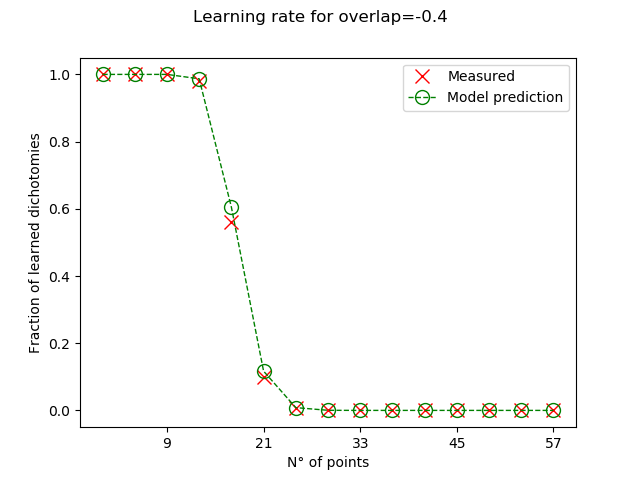 Learning rate for overlap=-0.4
Measured
Model prediction
Fraction of learned dichotomies
1.0
0.8
0.6
0.4
0.2
0.0
9 21 33 45 57
N° of points